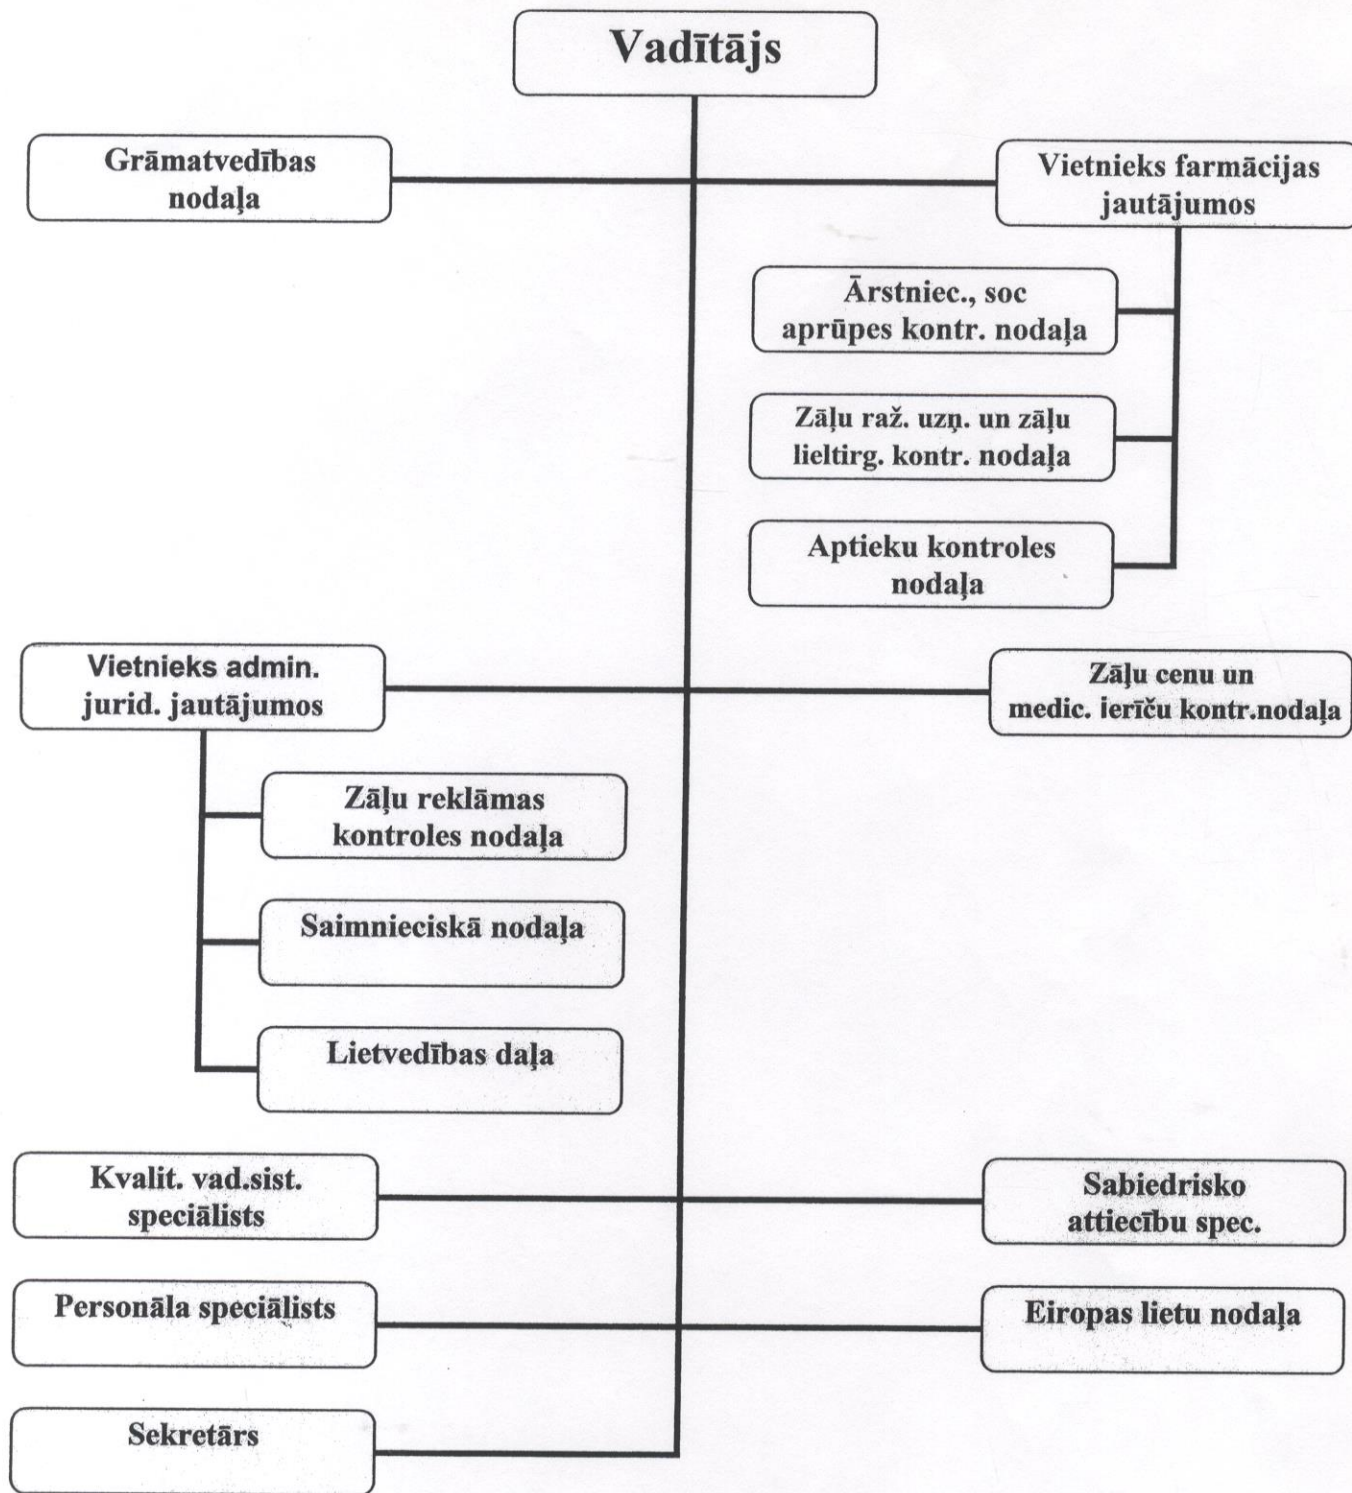 Vadītājs
Grāmatvedības
nodaļa
Vietnieks farmācijas
jautājumos
Ārstniec., soc
aprūpes kontr. nodaļa
Zāļu raž. uzņ. un zāļu
lieltirg. kontr. nodaļa
Aptieku kontroles
nodaļa
Vietnieks admin.
jurid. jautājumos
Zāļu cenu un
medic. ierīču kontr.nodaļa
Zāļu reklāmas
kontroles nodaļa
Saimnieciskā nodaļa
Lietvedības daļa
Kvalit. vad.sist.
speciālists
Sabiedrisko
attiecību spec.
Personāla speciālists
Eiropas lietu nodaļa
Sekretārs